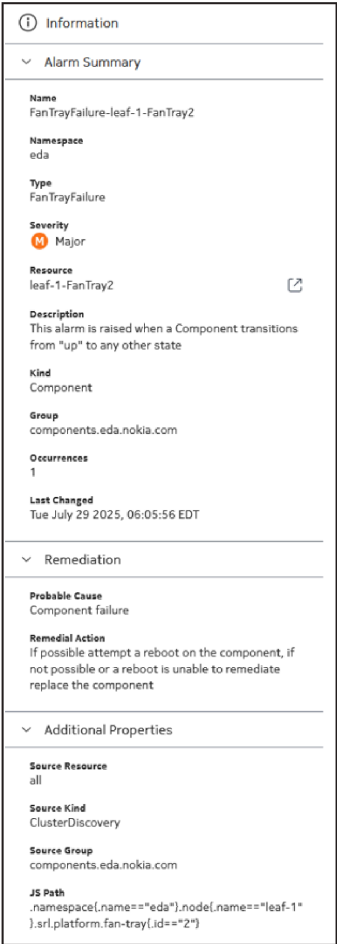 Information
Alarm Summary
Name
FanTrayFailure-leaf-1-FanTray2
Namespace
eda
Type
FanTrayFailure
Severity
M Major
Resource
leaf-1-FanTray2
Description
This alarm is raised when a Component transitions
from "up" to any other state
Kind
Component
Group
components.eda.nokia.com
Occurrences
1
Last Changed
Tue July 29 2025, 06:05:56 EDT
Remediation
Probable Cause
Component failure
Remedial Action
If possible attempt a reboot on the component, if
not possible or a reboot is unable to remediate
replace the component
Additional Properties
Source Resource
all
Source Kind
ClusterDiscovery
Source Group
components.eda.nokia.com
JS Path
.namespace{.name=="eda"}.node{.name=="leaf-1"
}.srl.platform.fan-tray{.id=="2"}